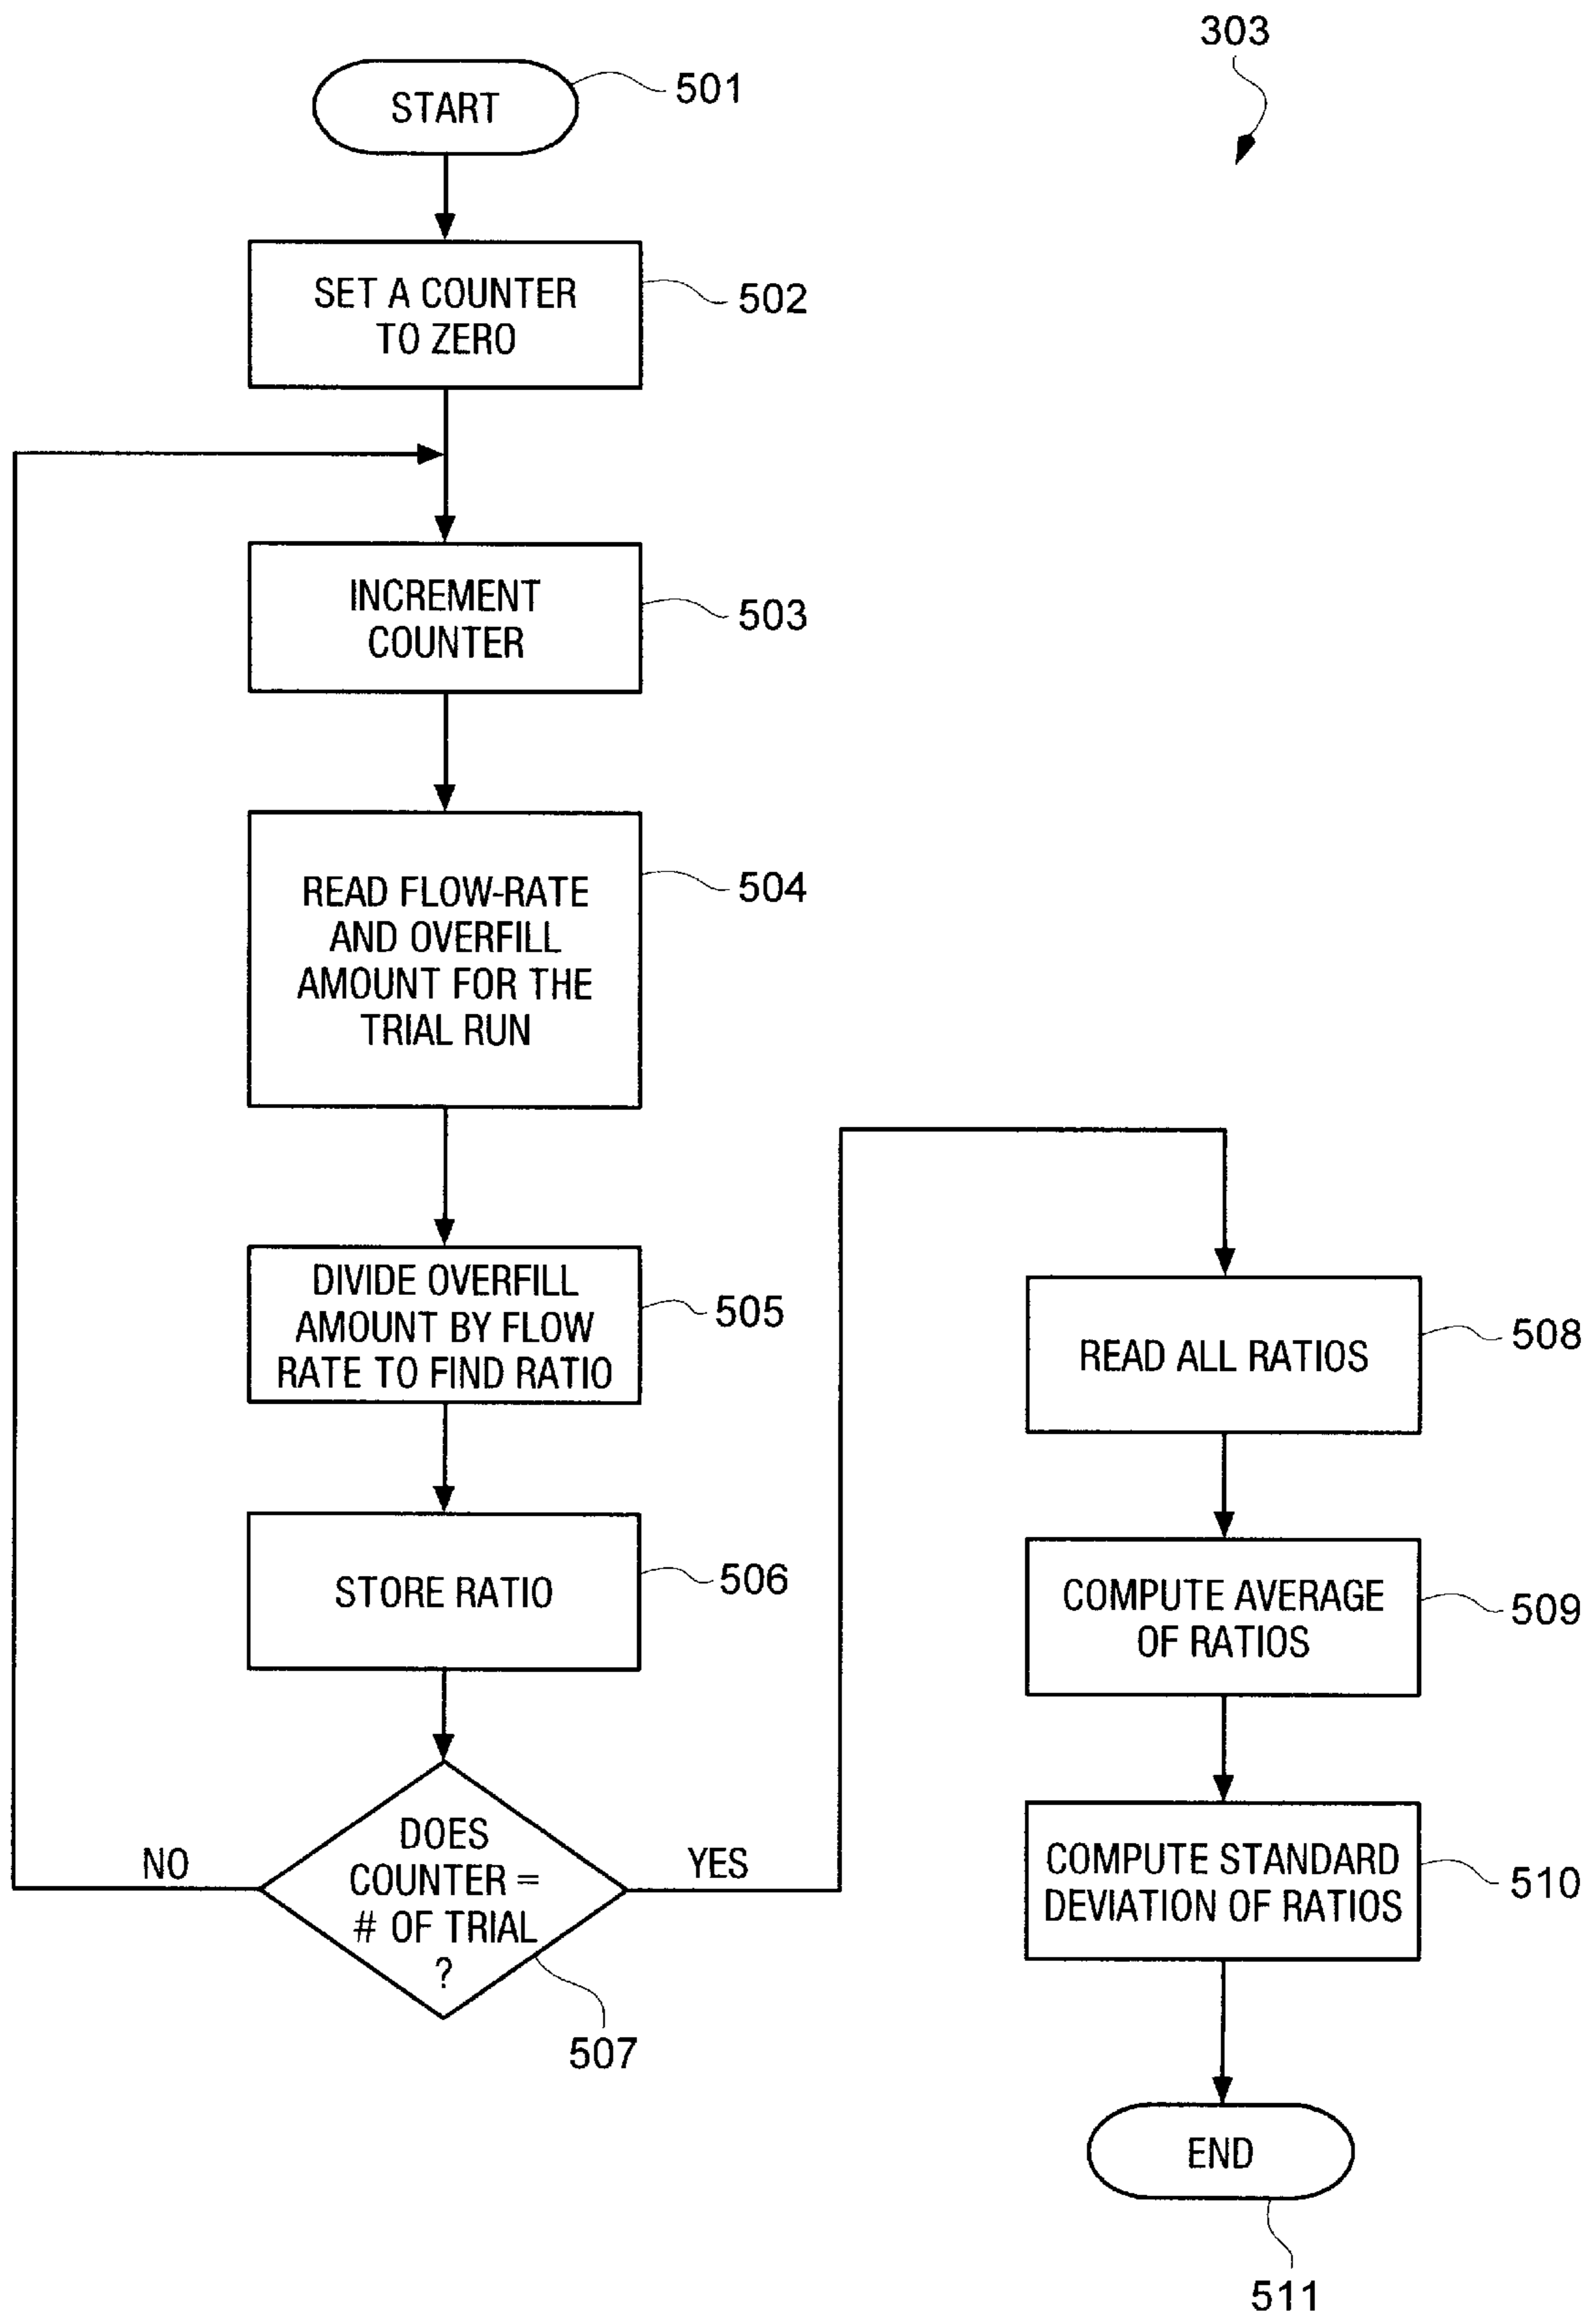 303
START
501
SET A COUNTER
TO ZERO
502
INCREMENT
COUNTER
503
READ FLOW-RATE
AND OVERFILL
AMOUNT FOR THE
TRIAL RUN
504
DIVIDE OVERFILL
AMOUNT BY FLOW
RATE TO FIND RATIO
505
STORE RATIO
506
DOES
COUNTER =
# OF TRIAL
?
507
NO
YES
READ ALL RATIOS
508
COMPUTE AVERAGE
OF RATIOS
509
COMPUTE STANDARD
DEVIATION OF RATIOS
510
END
511